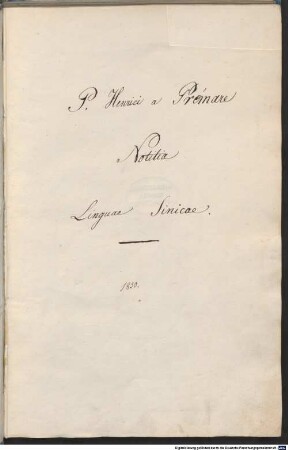 P. Henrici a Prémare
Notitia
Linguae Sinicae.
1830.